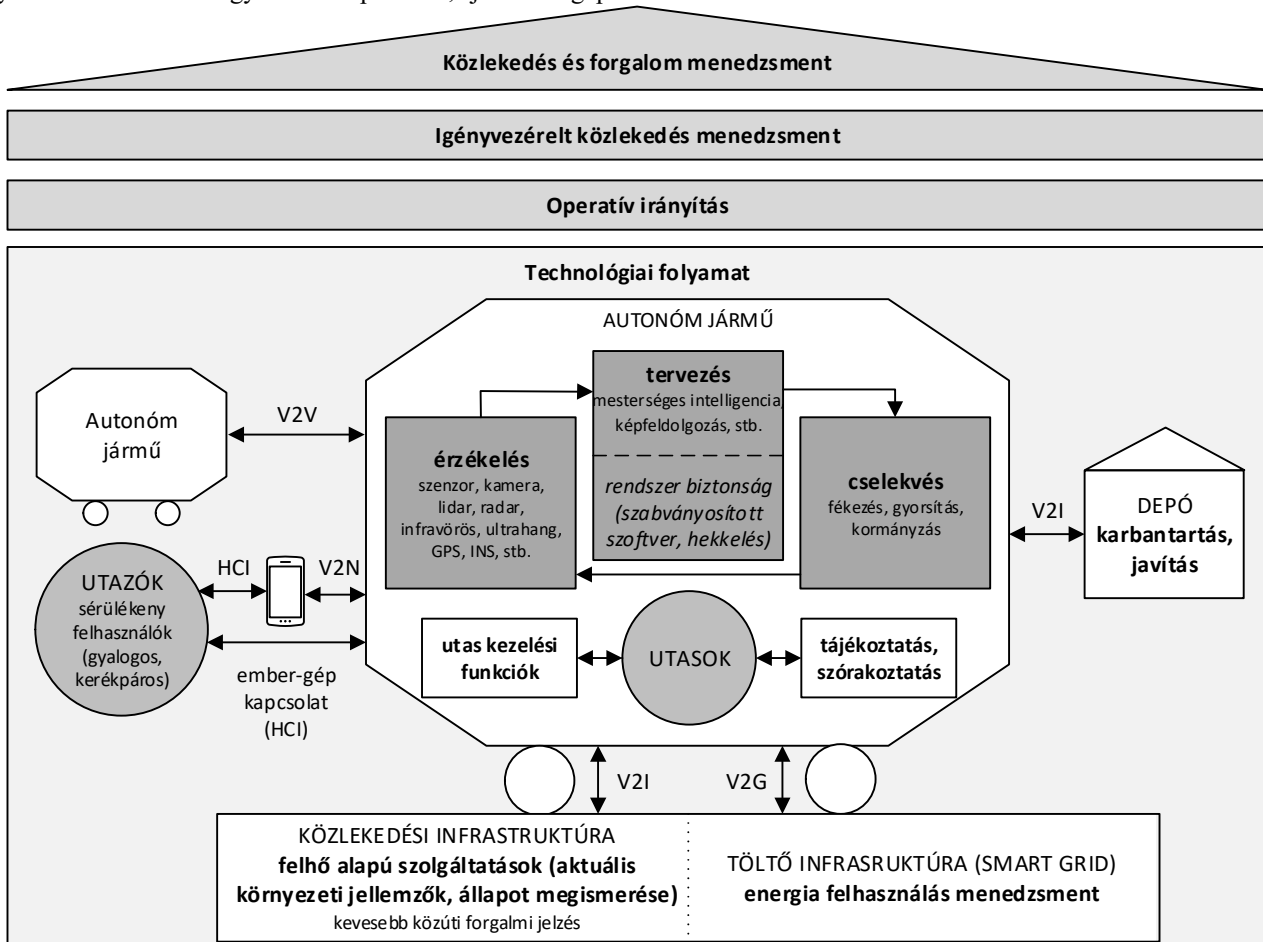 Közlekedés és forgalom menedzsment
Igényvezérelt közlekedés menedzsment
Operatív irányítás
Technológiai folyamat
AUTONÓM JÁRMŰ
tervezés
mesterséges intelligencia,
képfeldolgozás, stb.
rendszer biztonság
(szabványosított
szoftver, hekkelés)
érzékelés
szenzor, kamera,
lidar, radar,
infravörös, ultrahang,
GPS, INS, stb.
cselekvés
fékezés, gyorsítás,
kormányzás
Autonóm
jármű
V2V
UTAZÓK
sérülékeny
felhasználók
(gyalogos,
kerékpáros)
HCI
V2N
ember-gép
kapcsolat
(HCI)
utas kezelési
funkciók
UTASOK
tájékoztatás,
szórakoztatás
V2I
DEPÓ
karbantartás,
javítás
V2I
V2G
KÖZLEKEDÉSI INFRASTRUKTÚRA
felhő alapú szolgáltatások (aktuális
környezeti jellemzők, állapot megismerése)
kevesebb közúti forgalmi jelzés
TÖLTŐ INFRASRUKTÚRA (SMART GRID)
energia felhasználás menedzsment